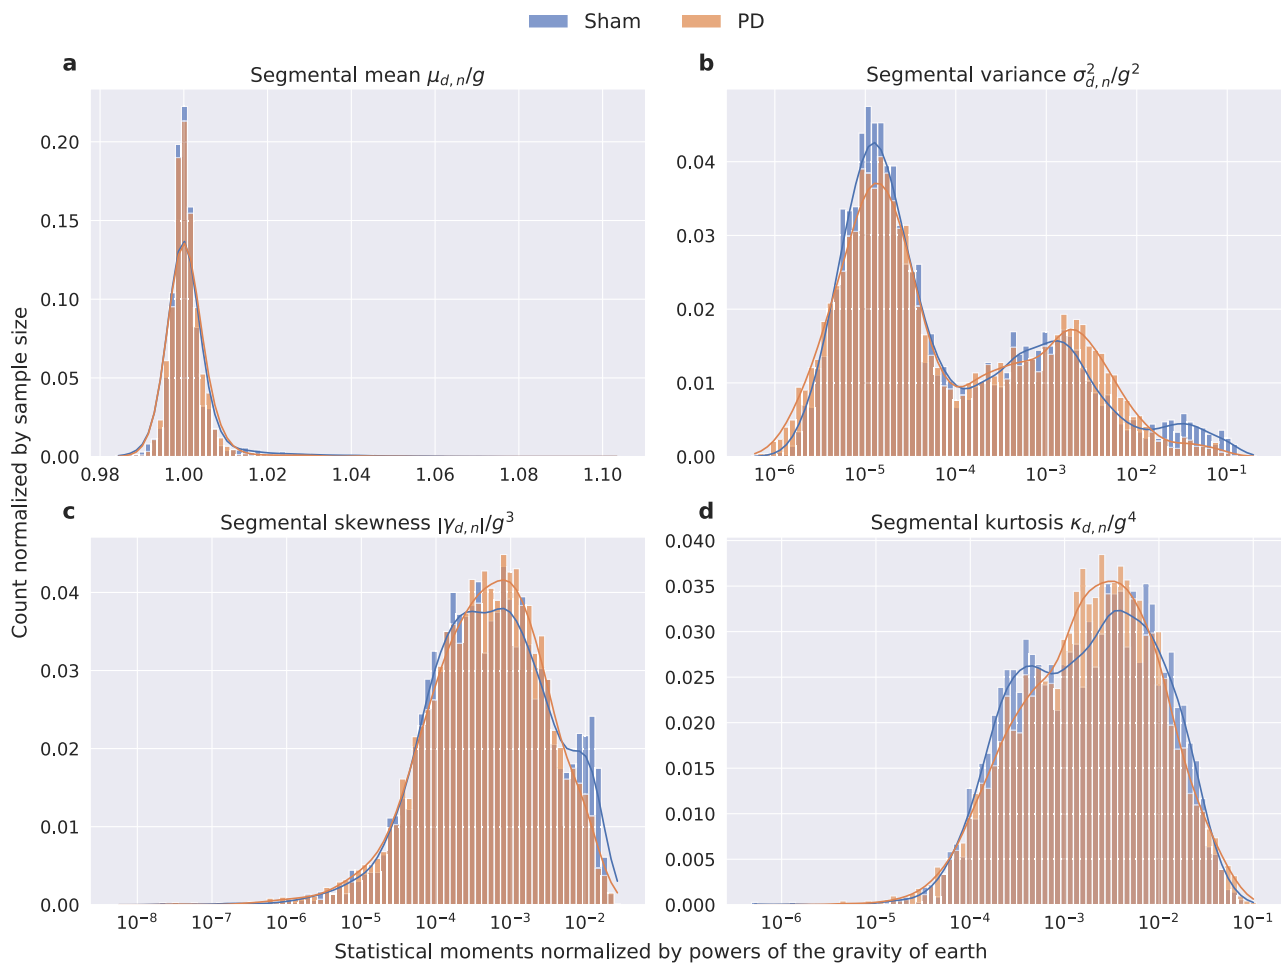 Sham PD
a
Segmental mean μ_{d,n}/g
0.20
0.15
0.10
0.05
0.00
0.98 1.00 1.02 1.04 1.06 1.08 1.10
b
Segmental variance σ²_{d,n}/g²
0.04
0.03
0.02
0.01
0.00
10⁻⁶ 10⁻⁵ 10⁻⁴ 10⁻³ 10⁻² 10⁻¹
Count normalized by sample size
c
Segmental skewness |γ_{d,n}|/g³
0.04
0.03
0.02
0.01
0.00
10⁻⁸ 10⁻⁷ 10⁻⁶ 10⁻⁵ 10⁻⁴ 10⁻³ 10⁻²
d
Segmental kurtosis κ_{d,n}/g⁴
0.040
0.035
0.030
0.025
0.020
0.015
0.010
0.005
0.000
10⁻⁶ 10⁻⁵ 10⁻⁴ 10⁻³ 10⁻² 10⁻¹
Statistical moments normalized by powers of the gravity of earth